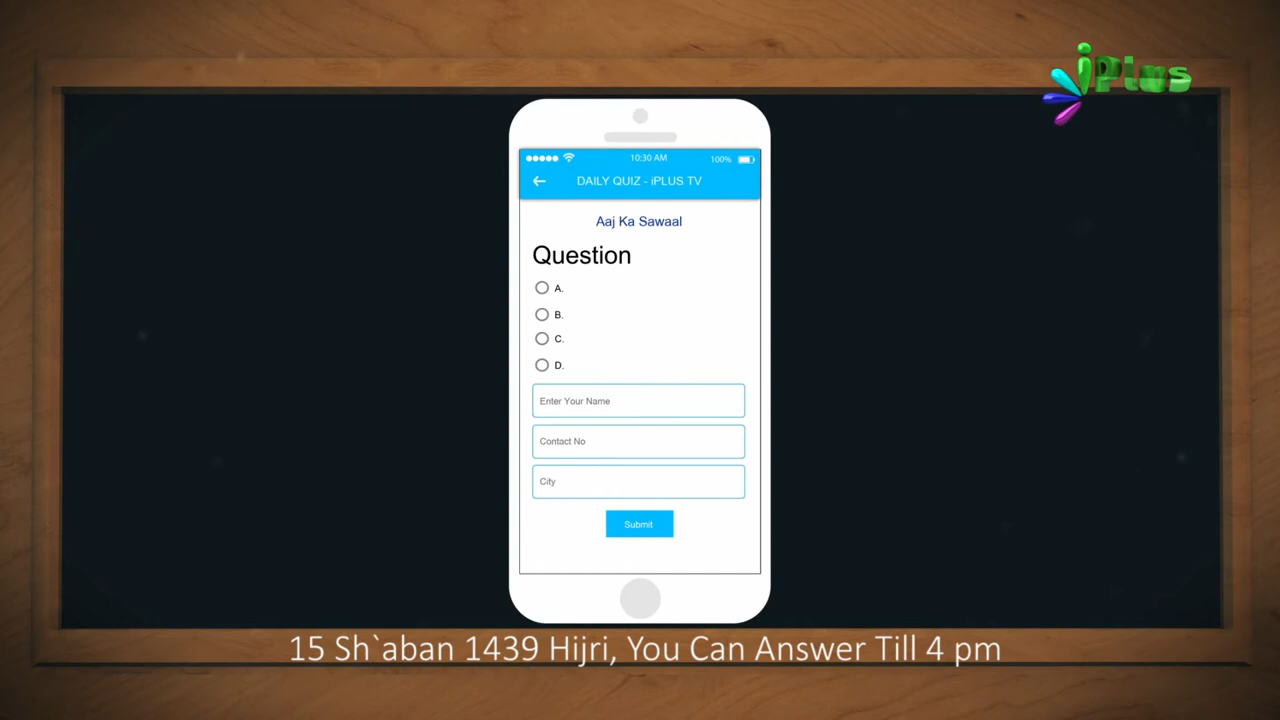 iPlus
10:30 AM 100%
DAILY QUIZ - iPLUS TV
Aaj Ka Sawaal
Question
A.
B.
C.
D.
Enter Your Name
Contact No
City
Submit
15 Sh`aban 1439 Hijri, You Can Answer Till 4 pm